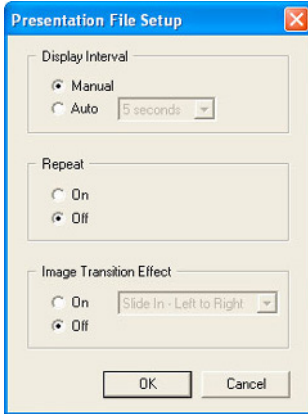 Presentation File Setup
Display Interval
Manual
Auto 5 seconds
Repeat
On
Off
Image Transition Effect
On Slide In - Left to Right
Off
OK Cancel